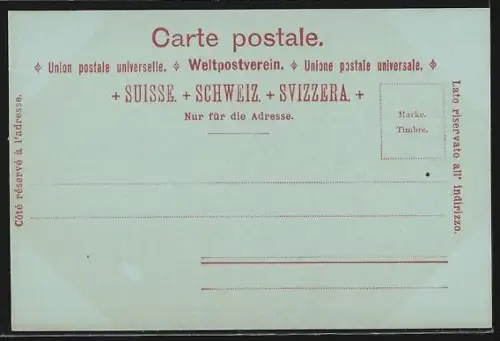 Carte postale.
Union postale universelle. Weltpostverein. Unione postale universale.
+ SUISSE. + SCHWEIZ. + SVIZZERA. +
Nur für die Adresse.
Marke.
Timbre.
Côté réservé à l'adresse.
Lato riservato all' indirizzo.